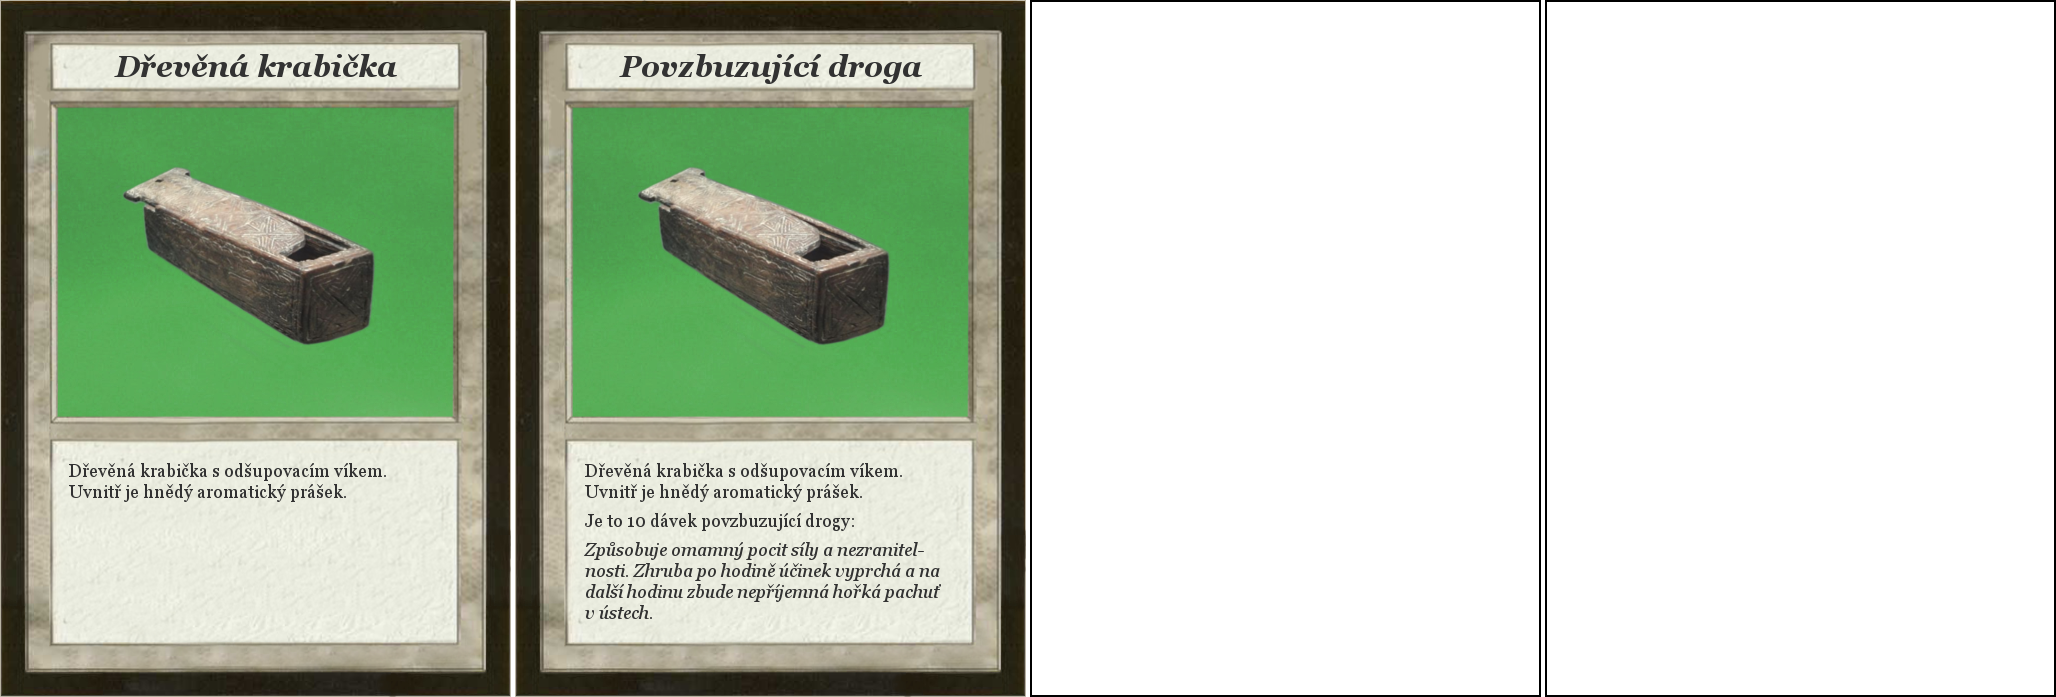 Dřevěná krabička
Dřevěná krabička s odšupovacím víkem.
Uvnitř je hnědý aromatický prášek.
Povzbuzující droga
Dřevěná krabička s odšupovacím víkem.
Uvnitř je hnědý aromatický prášek.
Je to 10 dávek povzbuzující drogy:
Způsobuje omamný pocit síly a nezranitel-
nosti. Zhruba po hodině účinek vyprchá a na
další hodinu zbude nepříjemná hořká pachuť
v ústech.